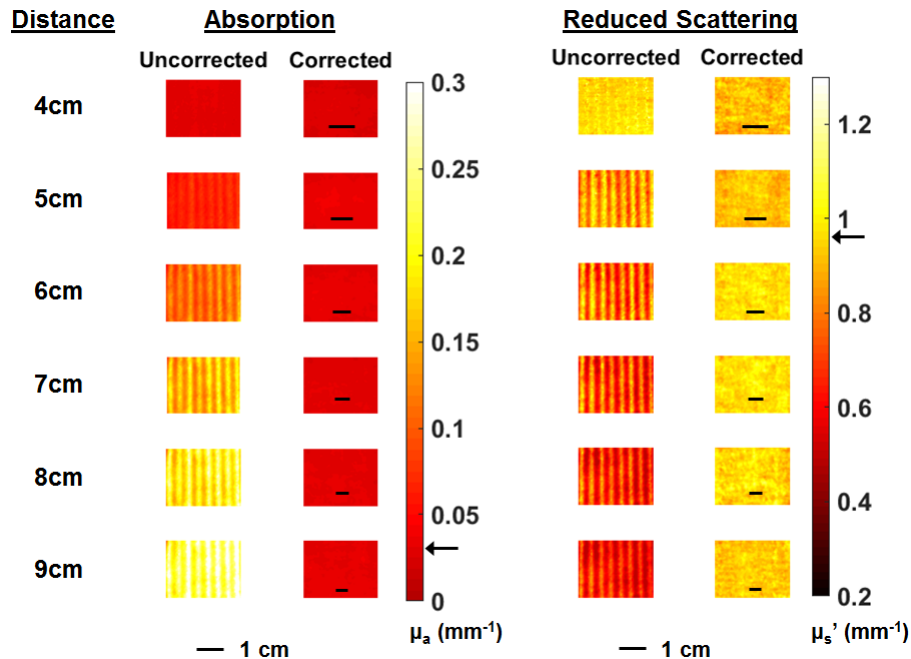 Distance Absorption Reduced Scattering
Uncorrected Corrected Uncorrected Corrected
4cm
5cm
6cm
7cm
8cm
9cm
0.3
0.25
0.2
0.15
0.1
0.05
0
1.2
1
0.8
0.6
0.4
0.2
μa (mm⁻¹) μs’ (mm⁻¹)
1 cm 1 cm